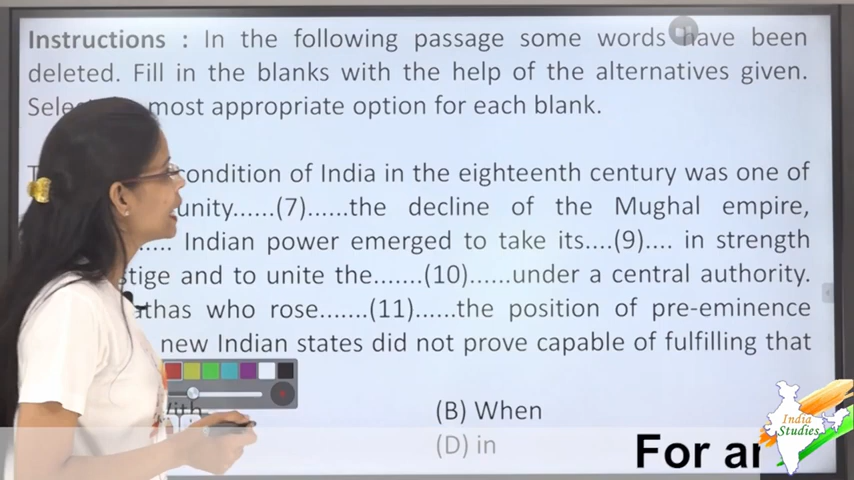 Instructions : In the following passage some words have been
deleted. Fill in the blanks with the help of the alternatives given.
most appropriate option for each blank.
condition of India in the eighteenth century was one of
......(7)......the decline of the Mughal empire,
..... Indian power emerged to take its....(9).... in strength
and to unite the.......(10)......under a central authority.
who rose.......(11)......the position of pre-eminence
new Indian states did not prove capable of fulfilling that
With
(B) When
(D) in
For
India
Studies